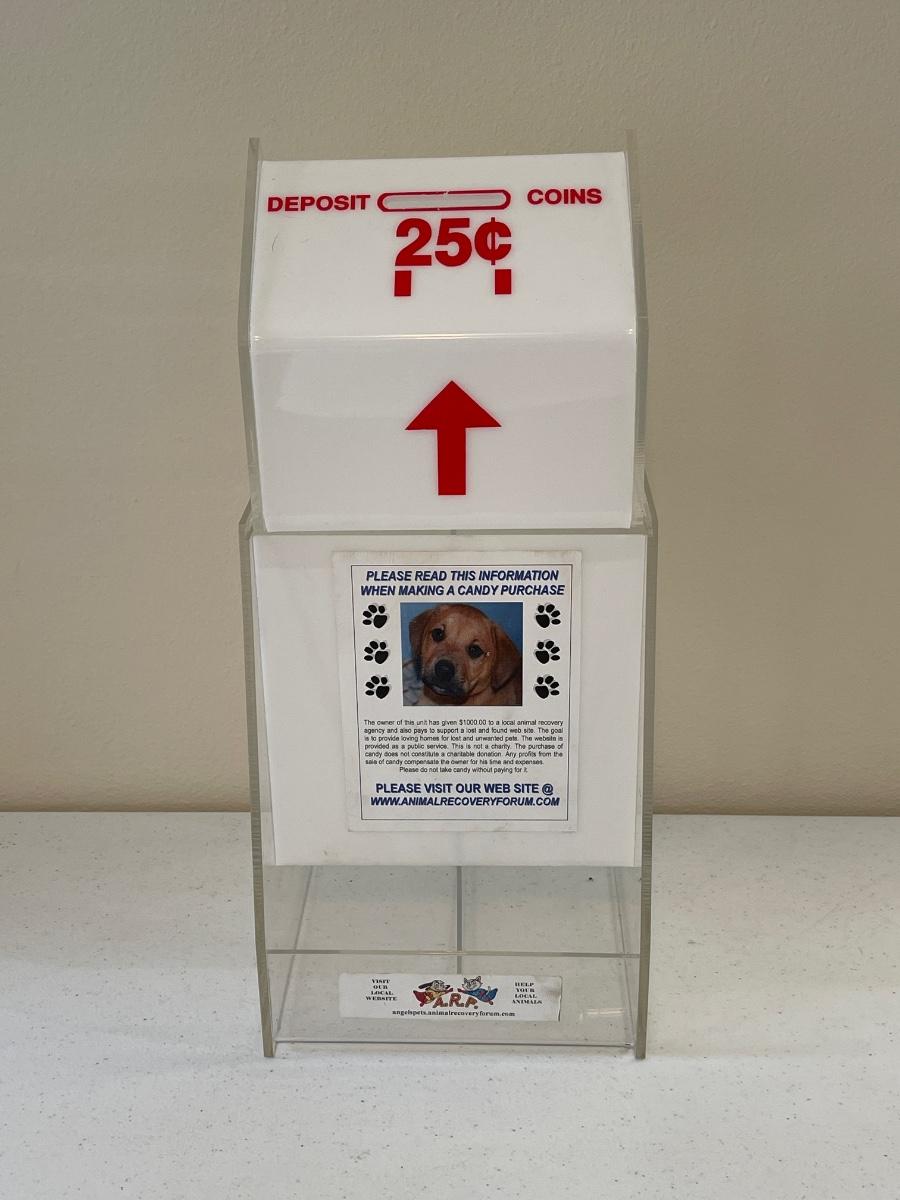 DEPOSIT COINS
25¢
PLEASE READ THIS INFORMATION
WHEN MAKING A CANDY PURCHASE
The owner of this unit has given $1000.00 to a local animal recovery
agency and also pays to support a lost and found web site. The goal
is to provide loving homes for lost and unwanted pets. The website is
provided as a public service. This is not a charity. The purchase of
candy does not constitute a charitable donation. Any profits from the
sale of candy compensate the owner for his time and expenses.
Please do not take candy without paying for it.
PLEASE VISIT OUR WEB SITE @
WWW.ANIMALRECOVERYFORUM.COM
VISIT
OUR
LOCAL
WEBSITE
A.R.F.
HELP
YOUR
LOCAL
ANIMALS
angelspets.animalrecoveryforum.com